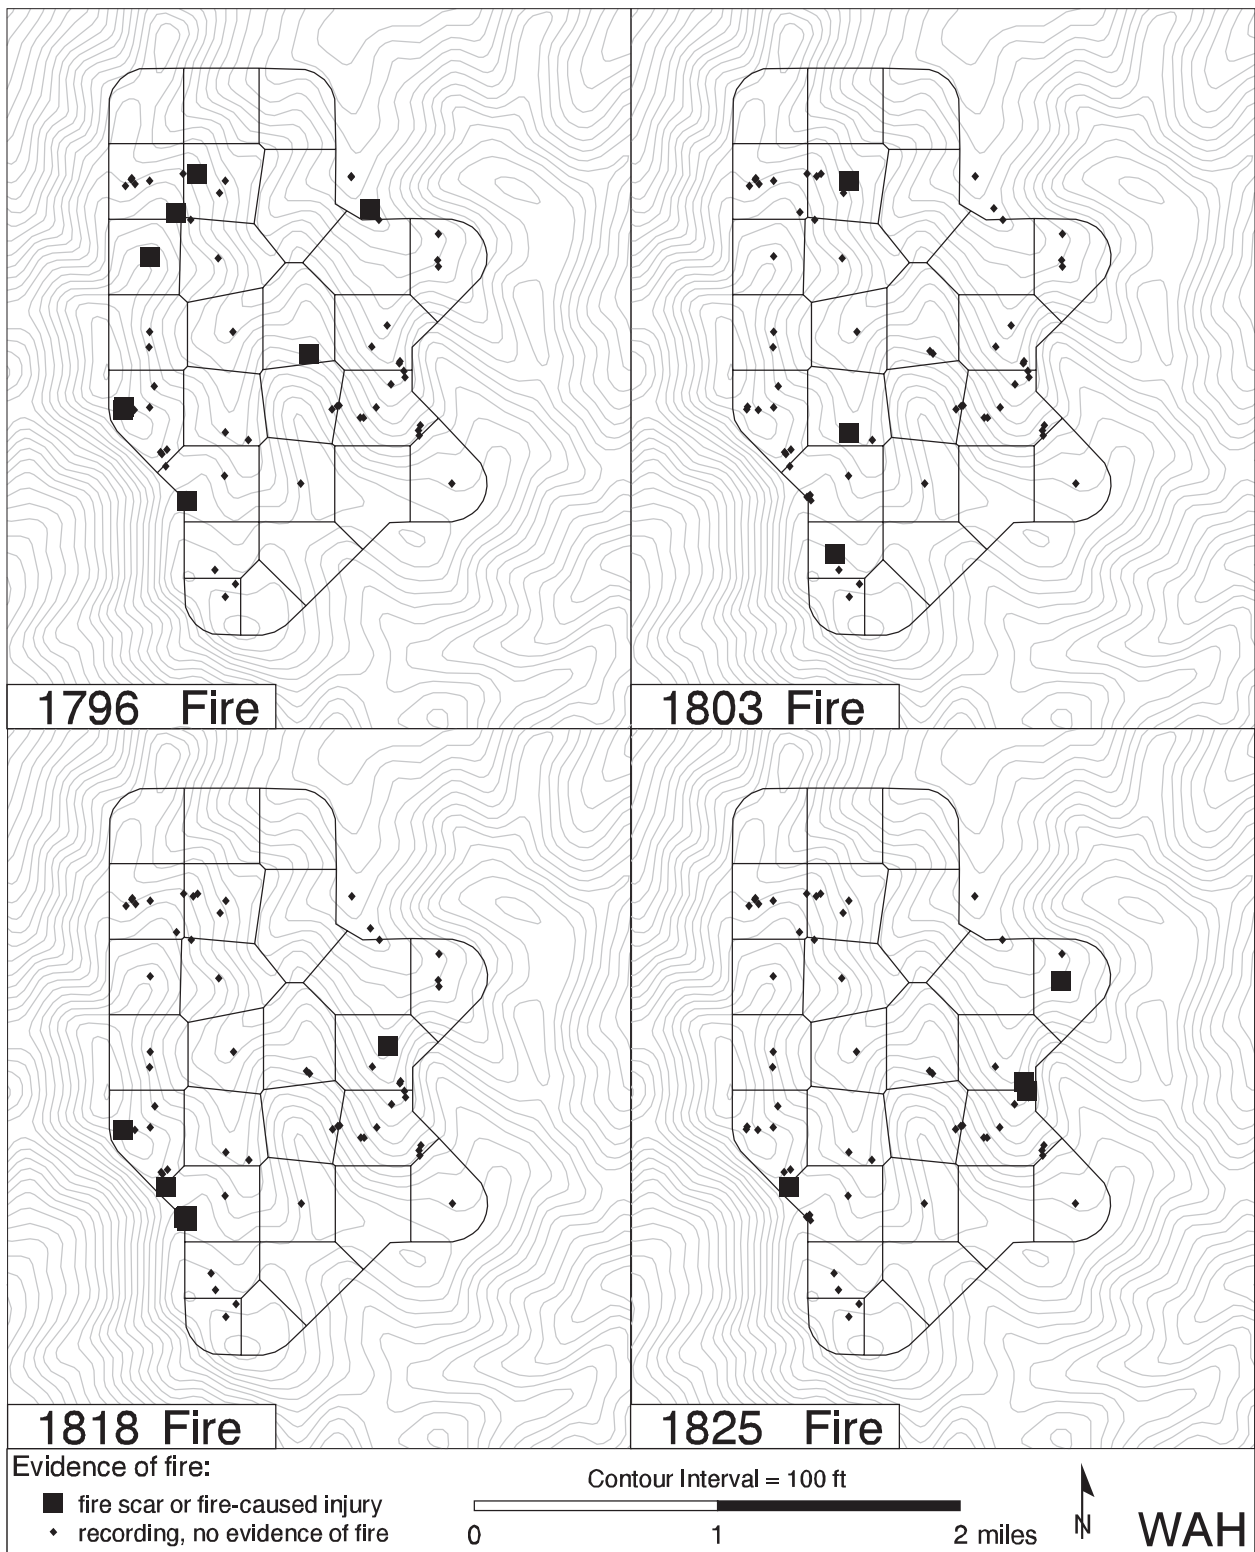 1796 Fire
1803 Fire
1818 Fire
1825 Fire
Evidence of fire:
fire scar or fire-caused injury
recording, no evidence of fire
Contour Interval = 100 ft
0 1 2 miles
N
WAH